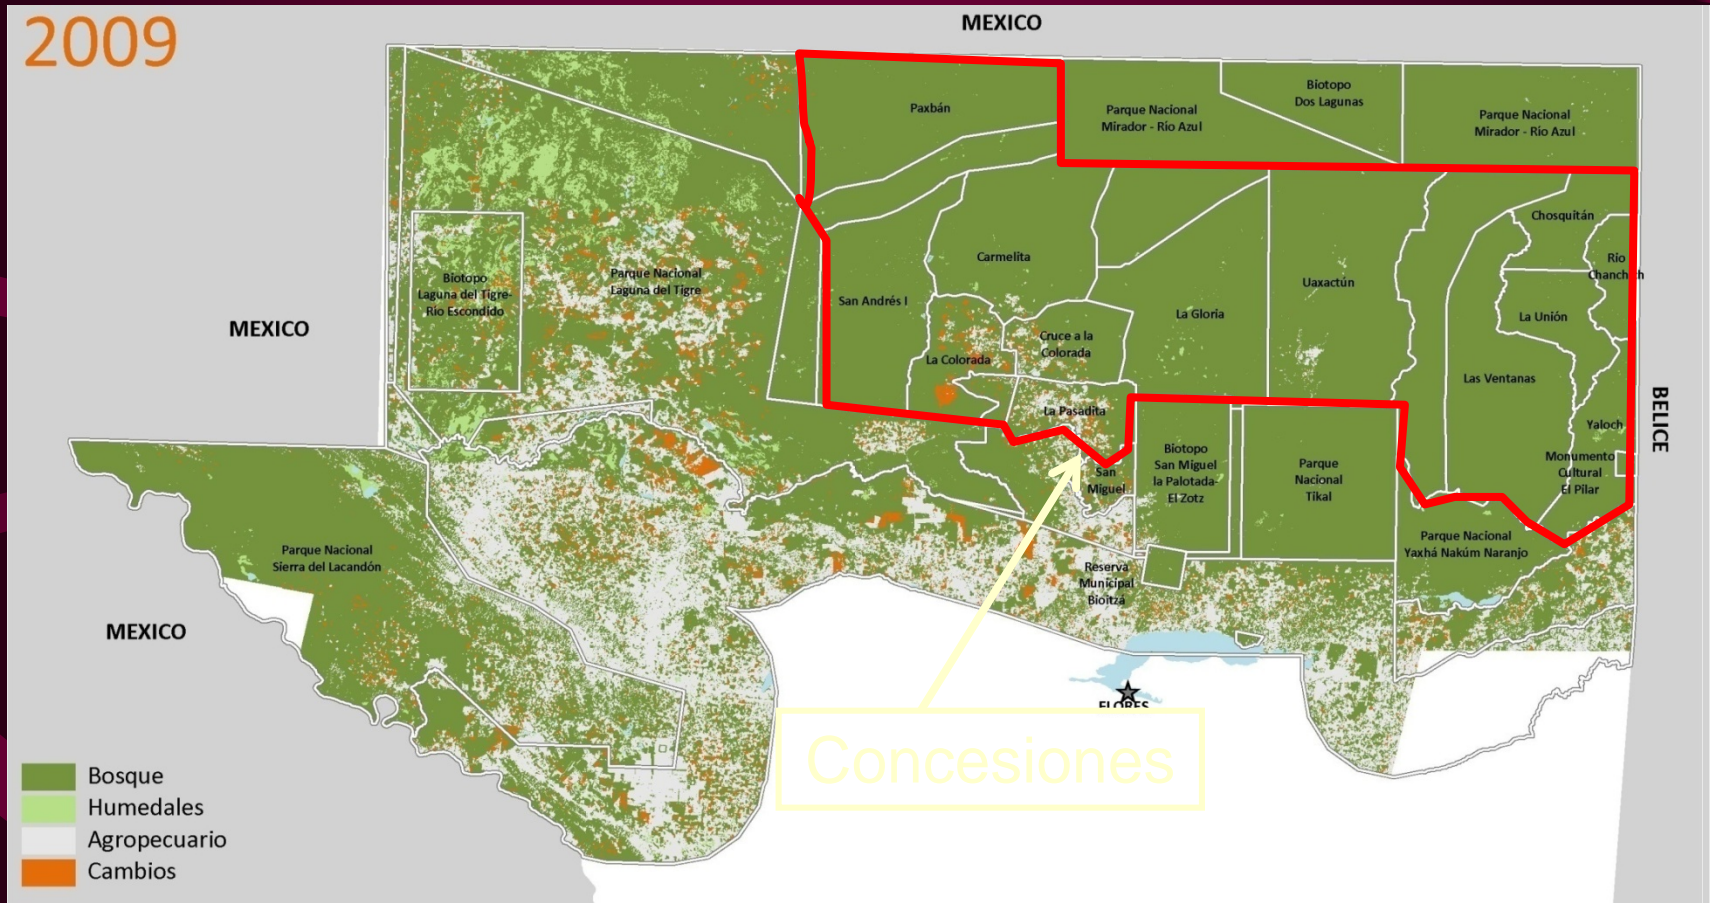 2009
MEXICO
Paxbán
Parque Nacional
Mirador - Rio Azul
Biotopo
Dos Lagunas
Parque Nacional
Mirador - Rio Azul
Chosquitán
Rio
Chanchich
Carmelita
Uaxactún
Biotopo
Laguna del Tigre-
Rio Escondido
Parque Nacional
Laguna del Tigre
San Andrés I
La Gloria
La Unión
MEXICO
Cruce a la
Colorada
La Colorada
Las Ventanas
La Pasadita
BELICE
Yaloch
Biotopo
San Miguel
la Palotada-
El Zotz
Parque
Nacional
Tikal
Monumento
Cultural
El Pilar
San
Miguel
Parque Nacional
Yaxhá Nakúm Naranjo
Parque Nacional
Sierra del Lacandón
Reserva
Municipal
Bioitzá
MEXICO
FLORES
Concesiones
Bosque
Humedales
Agropecuario
Cambios